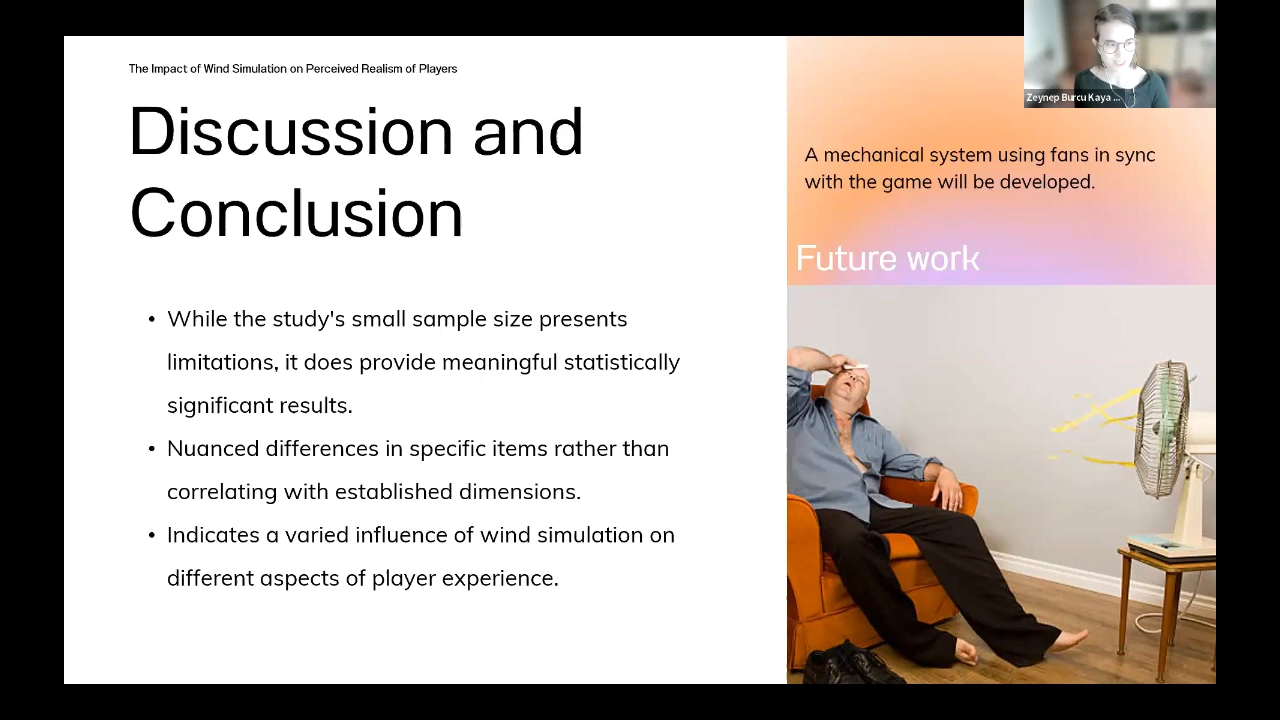 The Impact of Wind Simulation on Perceived Realism of Players
Discussion and
Conclusion
• While the study's small sample size presents
limitations, it does provide meaningful statistically
significant results.
• Nuanced differences in specific items rather than
correlating with established dimensions.
• Indicates a varied influence of wind simulation on
different aspects of player experience.
Zeynep Burcu Kaya ...
A mechanical system using fans in sync
with the game will be developed.
Future work